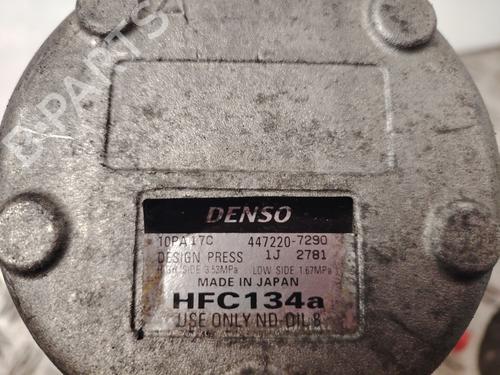 B-PARTS
DENSO
10PA17C 447220-7290
DESIGN PRESS 1J 2781
HIGH SIDE 3.53MPa LOW SIDE 1.67MPa
MADE IN JAPAN
HFC134a
USE ONLY ND-OIL 8